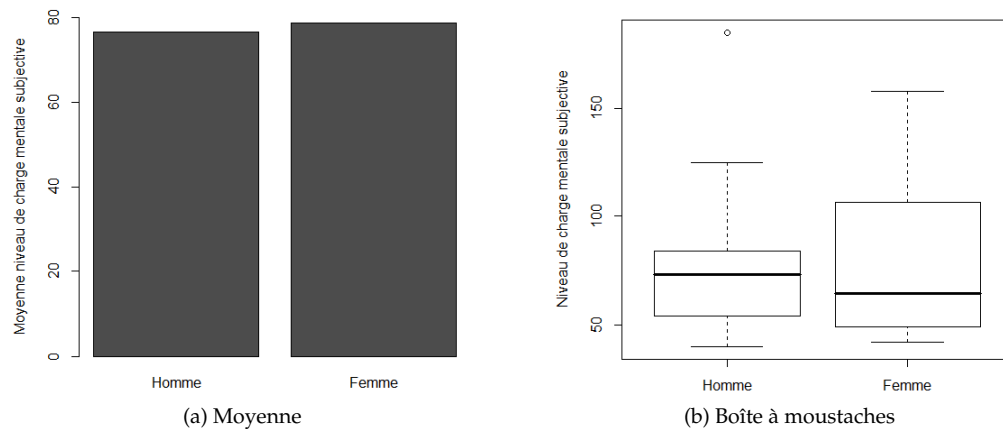 Moyenne niveau de charge mentale subjective
80
60
40
20
0
Homme
Femme
(a) Moyenne
Niveau de charge mentale subjective
150
100
50
Homme
Femme
(b) Boîte à moustaches